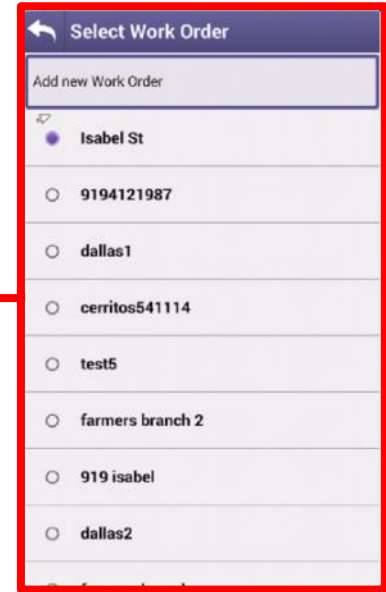 Select Work Order
Add new Work Order
Isabel St
9194121987
dallas1
cerritos541114
test5
farmers branch 2
919 isabel
dallas2